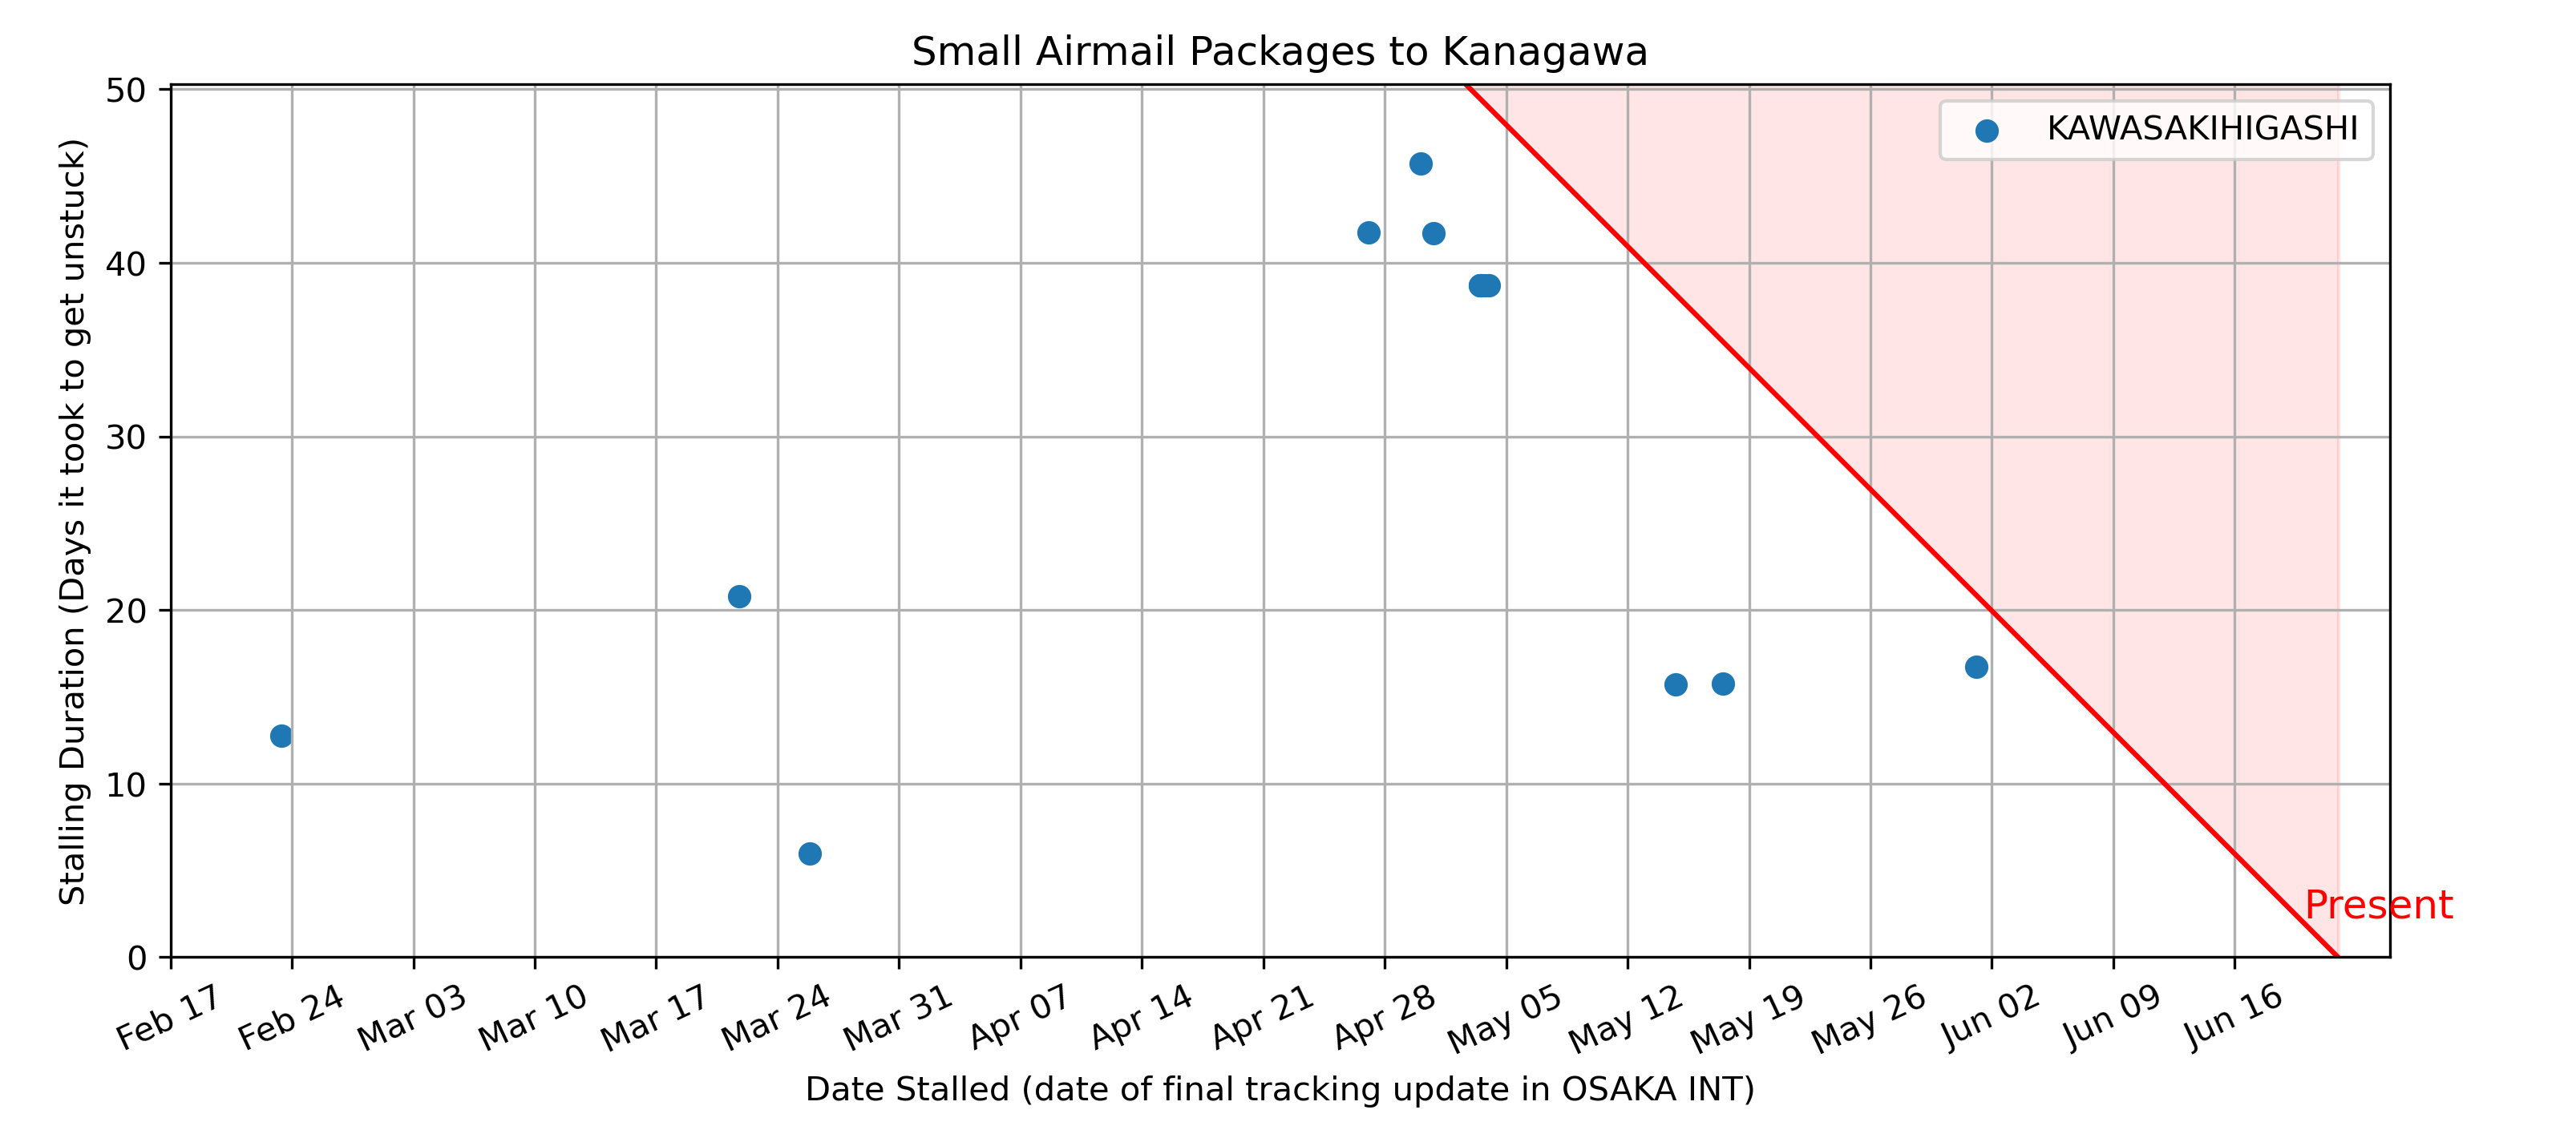 Small Airmail Packages to Kanagawa
KAWASAKIHIGASHI
50
40
30
20
10
0
Stalling Duration (Days it took to get unstuck)
Present
Feb 17
Feb 24
Mar 03
Mar 10
Mar 17
Mar 24
Mar 31
Apr 07
Apr 14
Apr 21
Apr 28
May 05
May 12
May 19
May 26
Jun 02
Jun 09
Jun 16
Date Stalled (date of final tracking update in OSAKA INT)